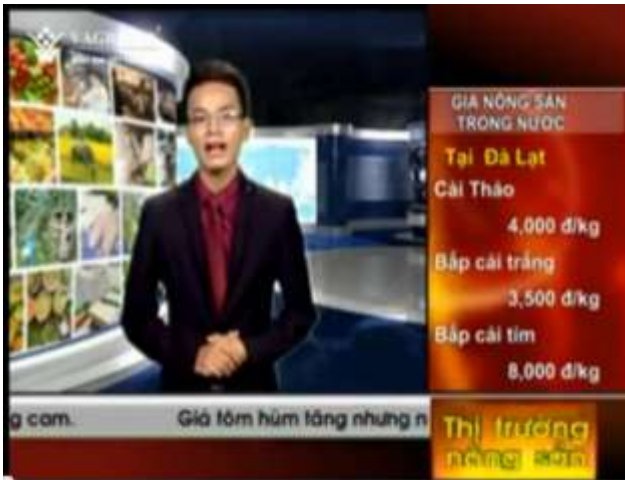 GIÁ NÔNG SẢN
TRONG NƯỚC
Tại Đà Lạt
Cải Thảo
4,000 đ/kg
Bắp cải trắng
3,500 đ/kg
Bắp cải tím
8,000 đ/kg
g cam. Giá tôm hùm tăng nhưng n
Thị trường
nông sản